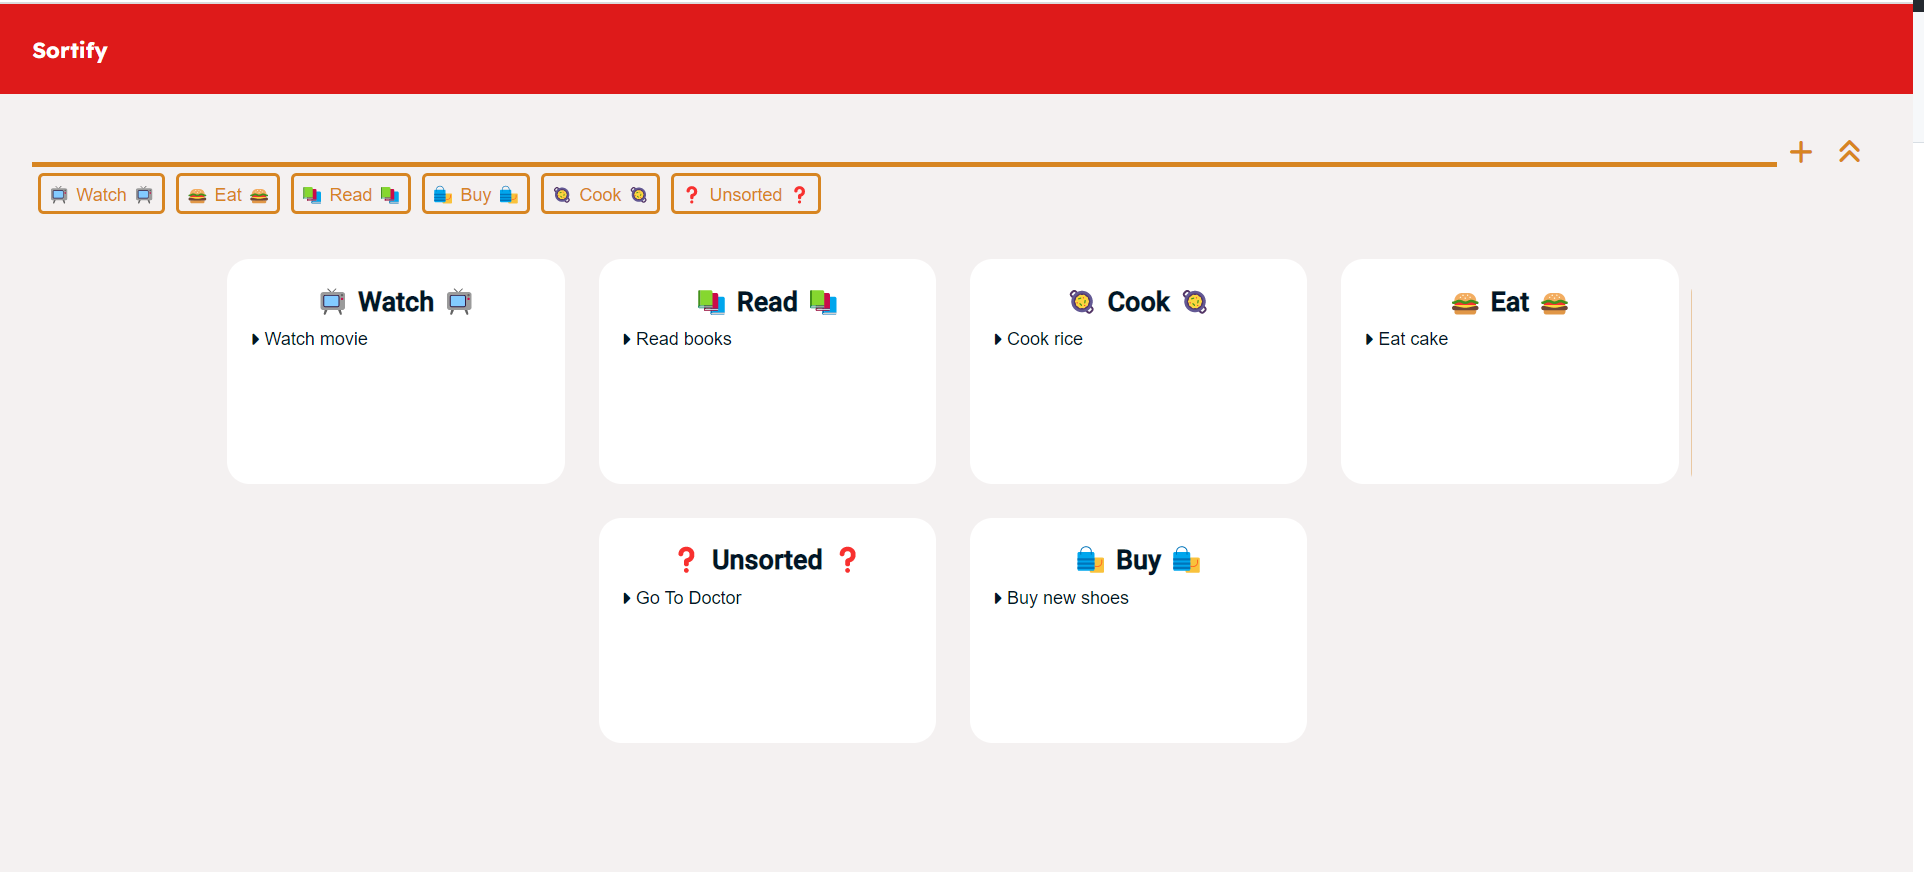 Sortify
Watch
Eat
Read
Buy
Cook
Unsorted
Watch
Watch movie
Read
Read books
Cook
Cook rice
Eat
Eat cake
Unsorted
Go To Doctor
Buy
Buy new shoes